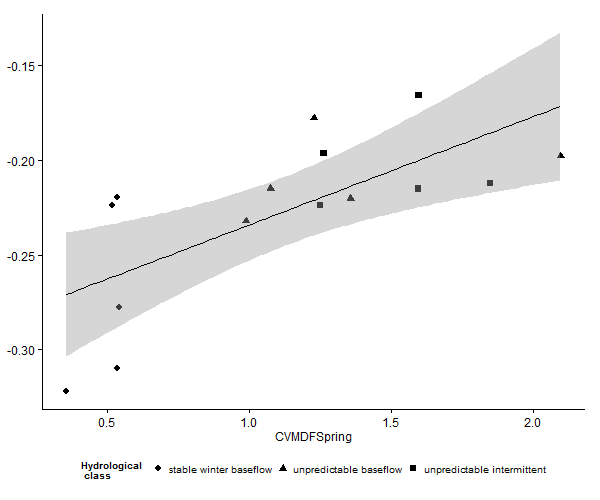 -0.15
-0.20
-0.25
-0.30
0.5 1.0 1.5 2.0
CVMDFSpring
Hydrological
class
stable winter baseflow unpredictable baseflow unpredictable intermittent